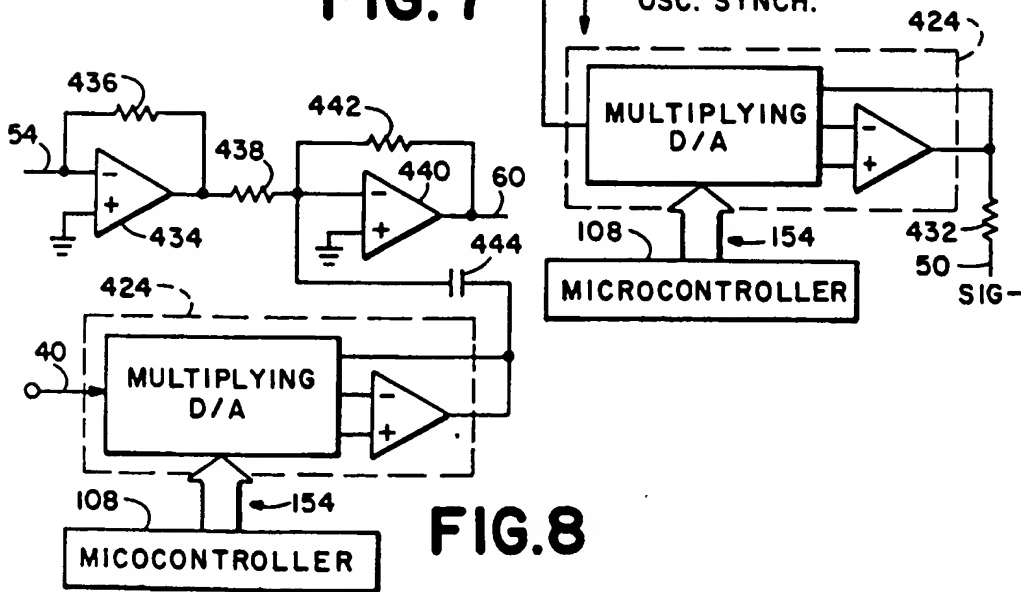 FIG. 7
OSC. SYNCH.
424
MULTIPLYING
D/A
-
+
432
50
SIG-
108
154
MICROCONTROLLER
436
54
-
+
434
438
442
440
-
+
60
444
424
40
MULTIPLYING
D/A
-
+
108
154
MICOCONTROLLER
FIG.8